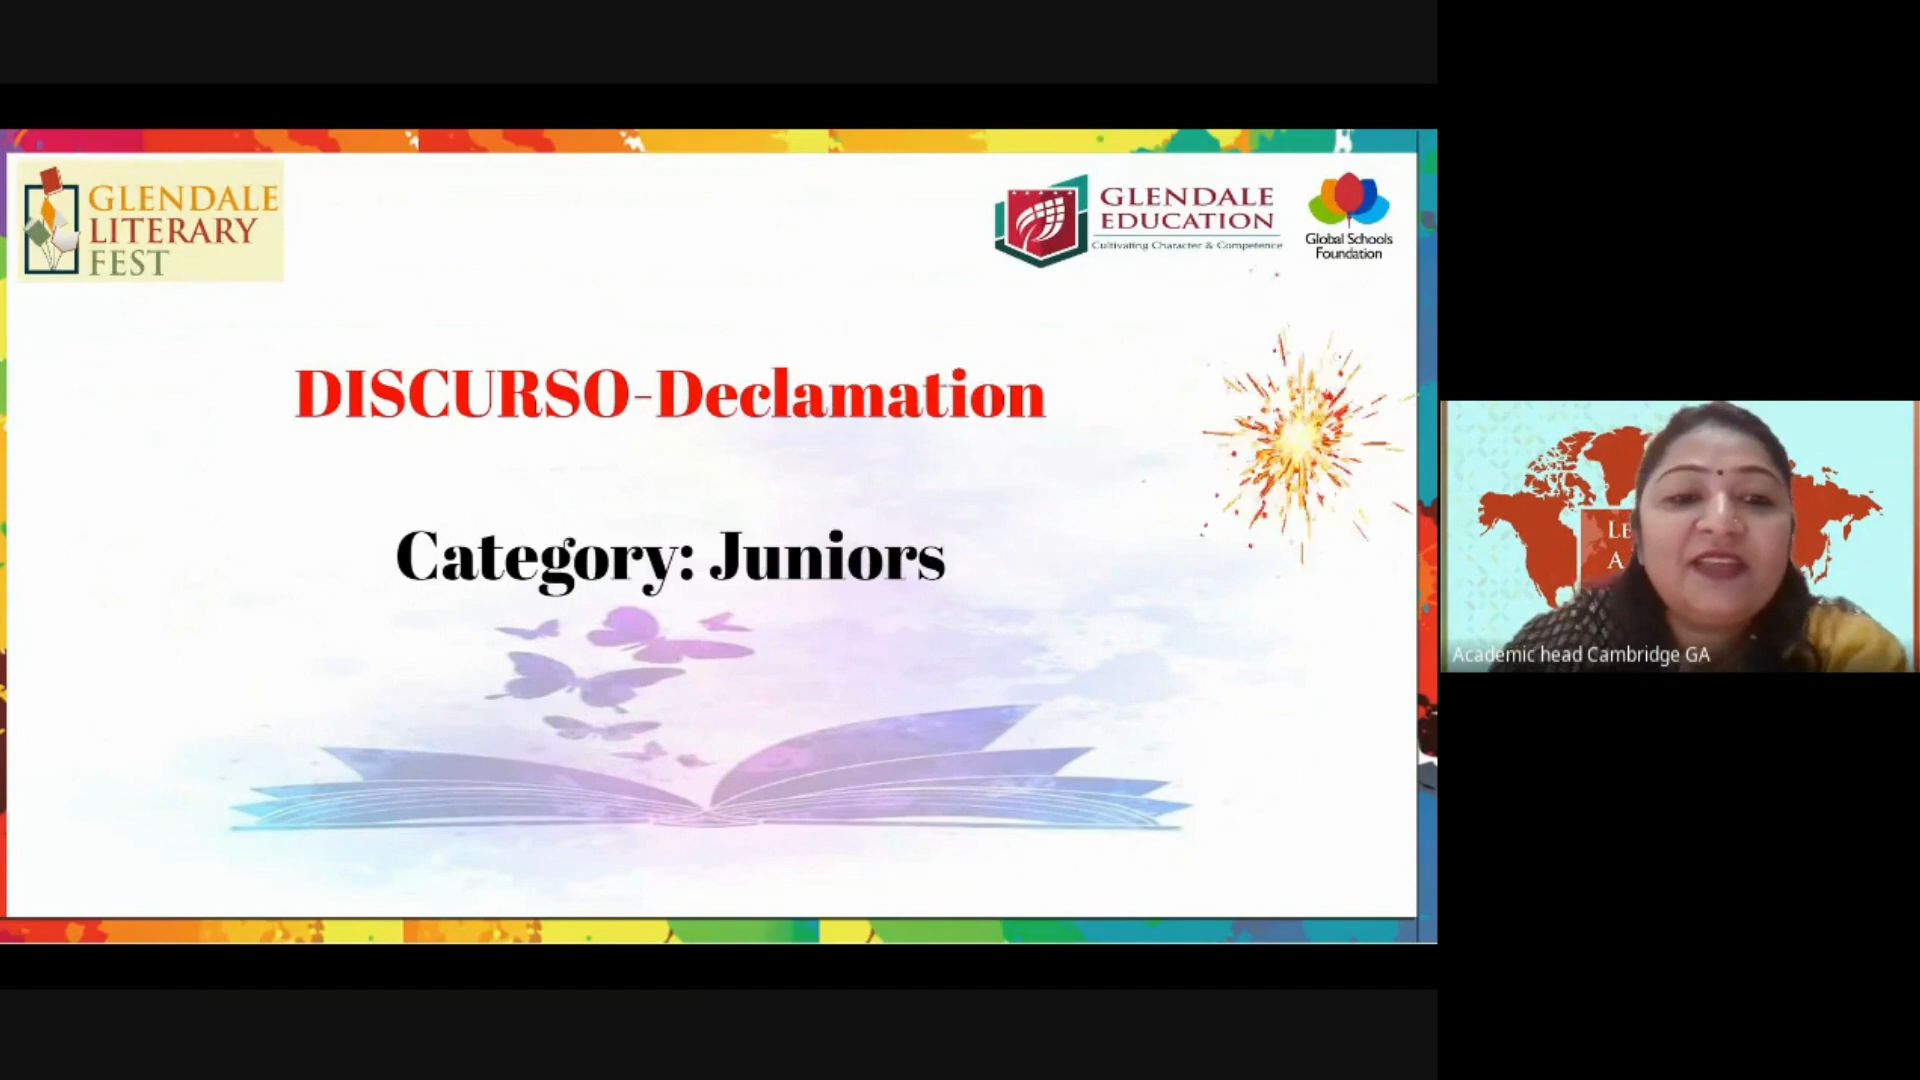 GLENDALE
LITERARY
FEST
GLENDALE
EDUCATION
Cultivating Character & Competence
Global Schools
Foundation
DISCURSO-Declamation
Category: Juniors
LE
A
Academic head Cambridge GA